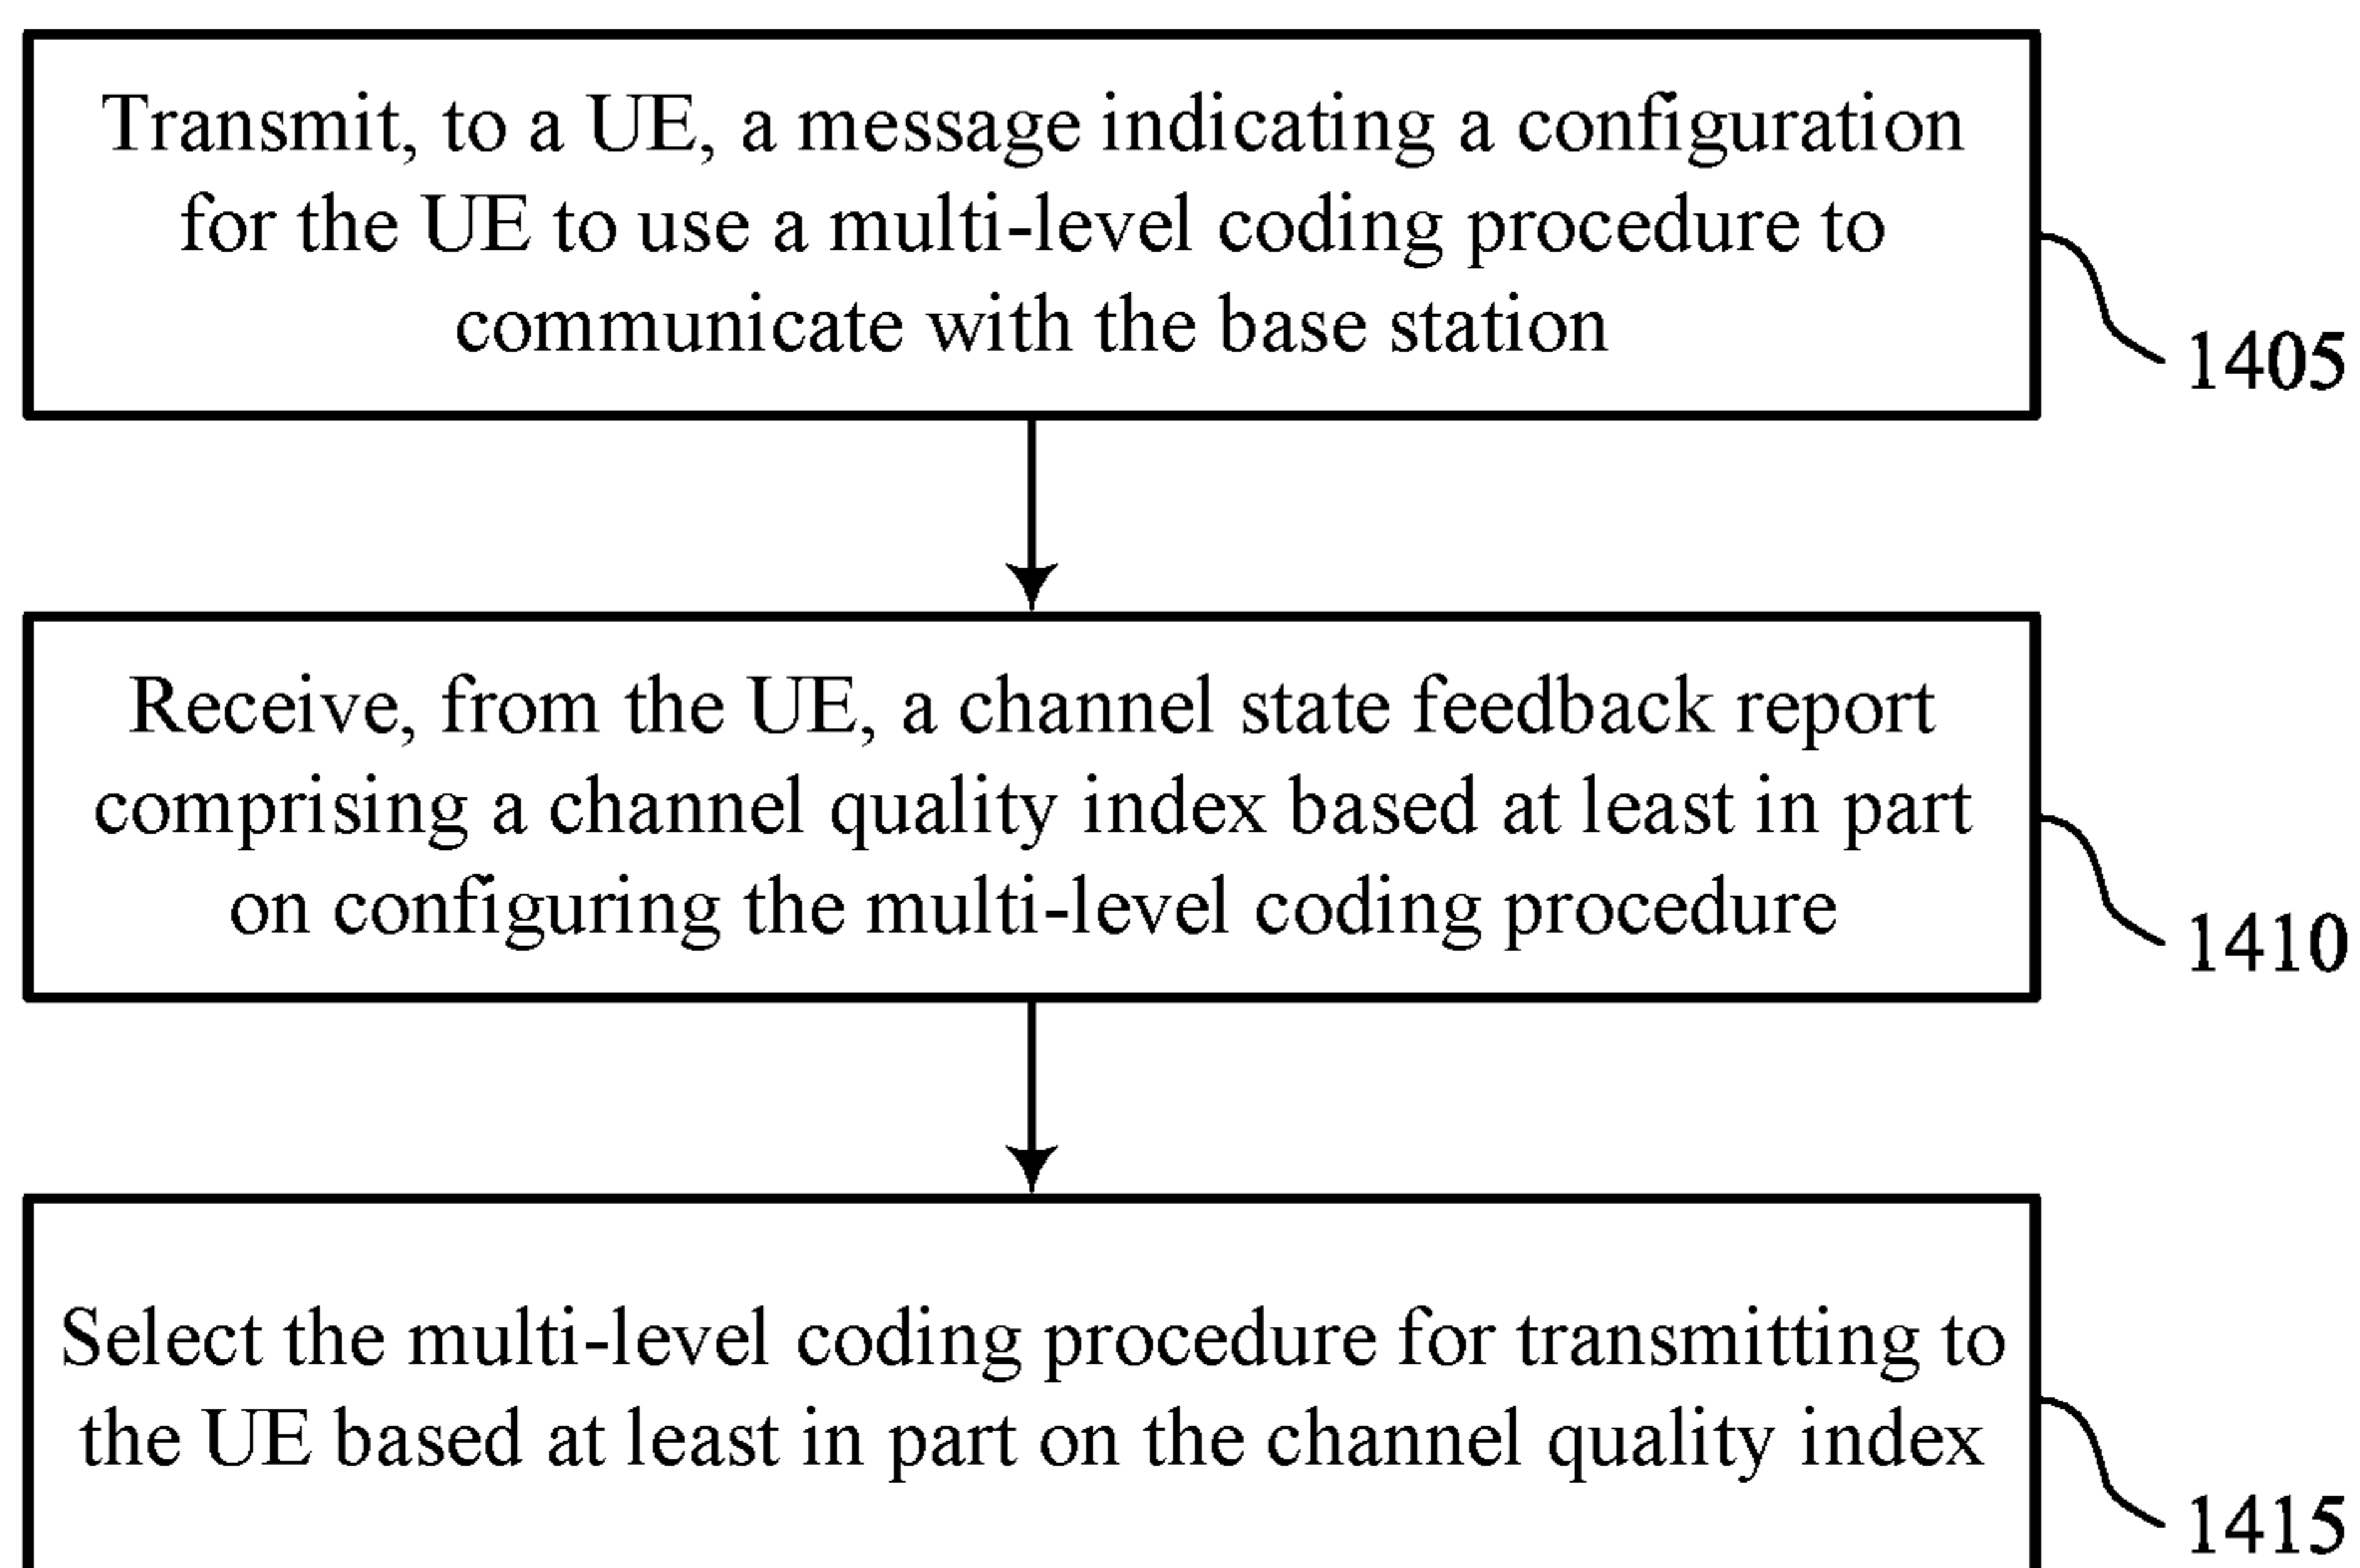 Transmit, to a UE, a message indicating a configuration
for the UE to use a multi-level coding procedure to
communicate with the base station
1405
Receive, from the UE, a channel state feedback report
comprising a channel quality index based at least in part
on configuring the multi-level coding procedure
1410
Select the multi-level coding procedure for transmitting to
the UE based at least in part on the channel quality index
1415